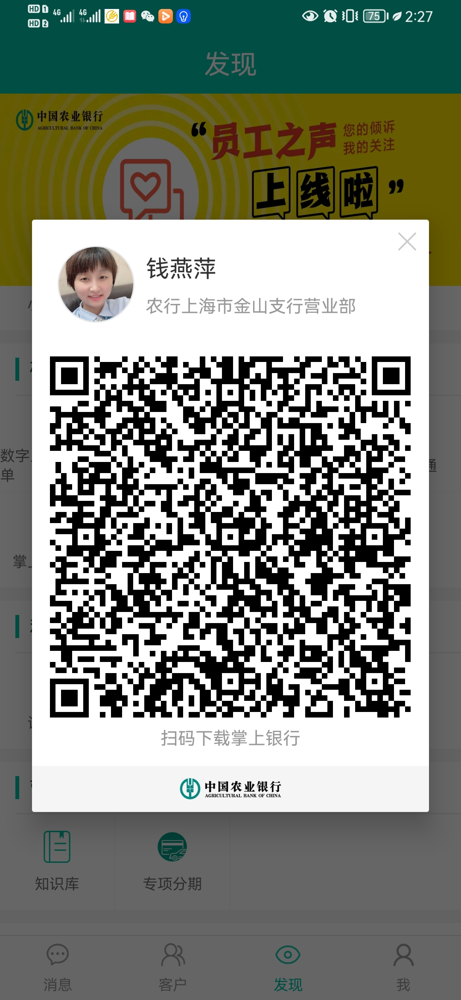 HD 1 4G 4G 75 2:27
HD 2
发现
中国农业银行
AGRICULTURAL BANK OF CHINA
“员工之声 您的倾诉
我的关注
上线啦”
钱燕萍
农行上海市金山支行营业部
数字
单
通
掌上
扫码下载掌上银行
中国农业银行
AGRICULTURAL BANK OF CHINA
知识库
专项分期
消息
客户
发现
我